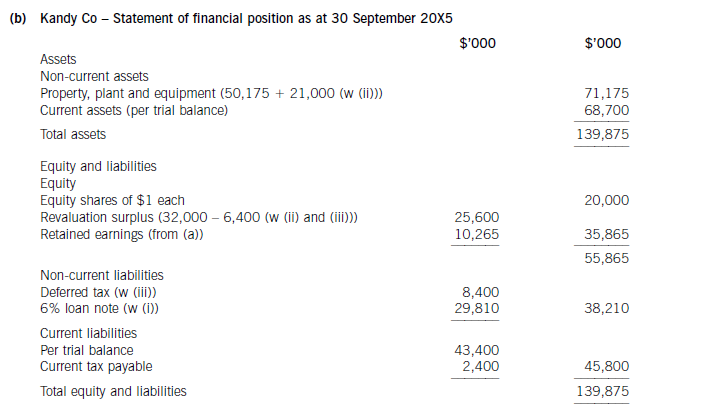 (b) Kandy Co – Statement of financial position as at 30 September 20X5
$'000 $'000
Assets
Non-current assets
Property, plant and equipment (50,175 + 21,000 (w (ii))) 71,175
Current assets (per trial balance) 68,700
Total assets 139,875
Equity and liabilities
Equity
Equity shares of $1 each 20,000
Revaluation surplus (32,000 – 6,400 (w (ii) and (iii))) 25,600
Retained earnings (from (a)) 10,265 35,865
55,865
Non-current liabilities
Deferred tax (w (iii)) 8,400
6% loan note (w (i)) 29,810 38,210
Current liabilities
Per trial balance 43,400
Current tax payable 2,400 45,800
Total equity and liabilities 139,875